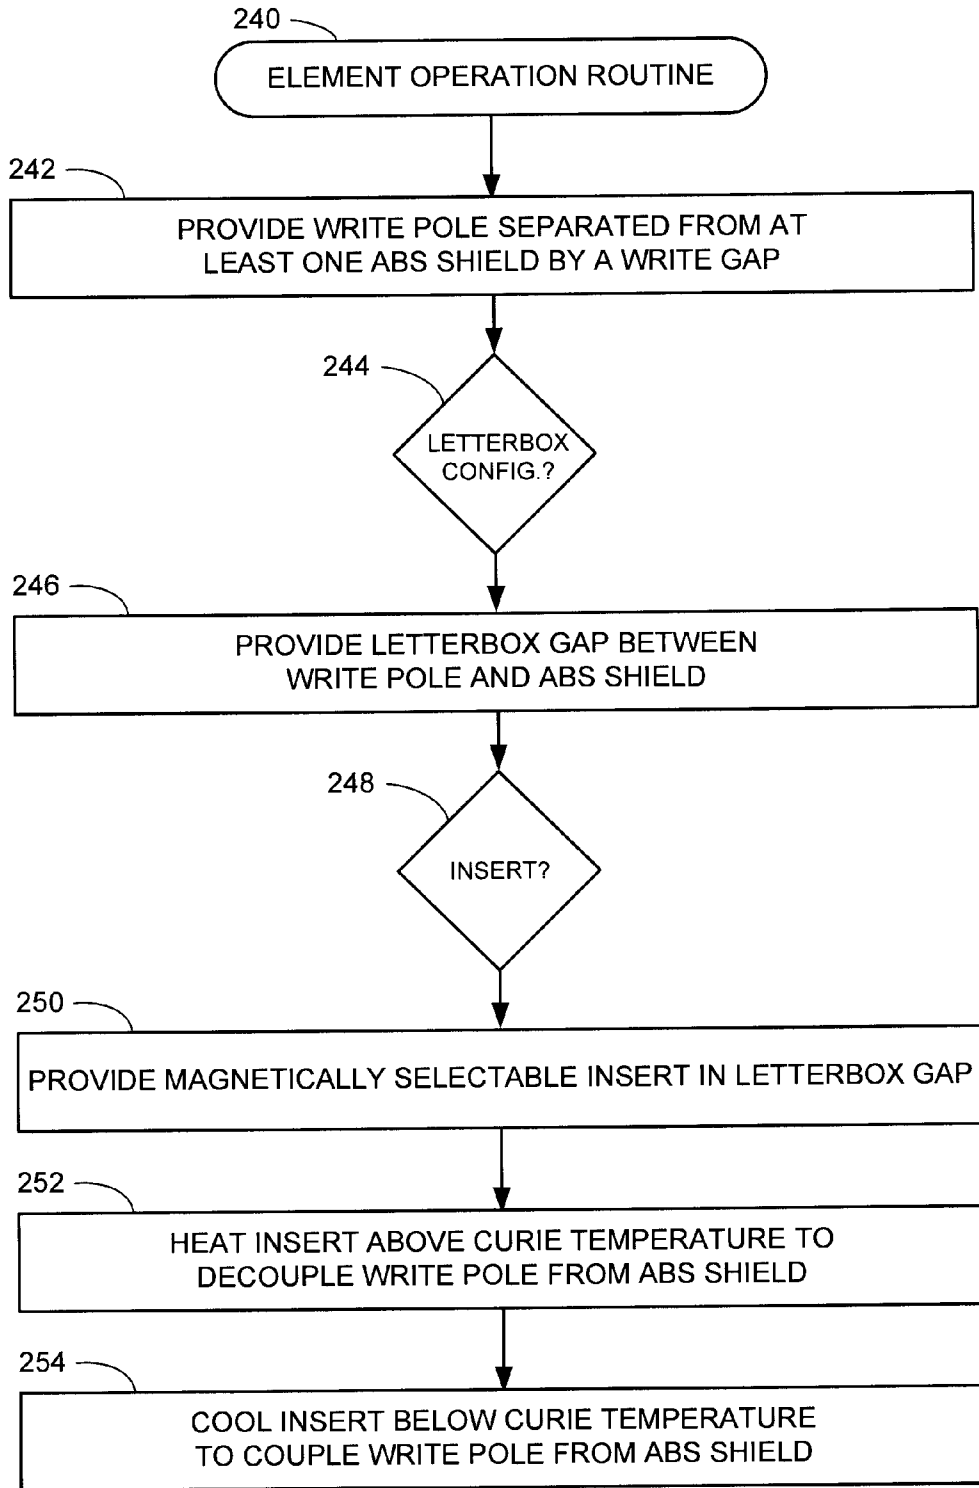 240
ELEMENT OPERATION ROUTINE
242
PROVIDE WRITE POLE SEPARATED FROM AT
LEAST ONE ABS SHIELD BY A WRITE GAP
244
LETTERBOX
CONFIG.?
246
PROVIDE LETTERBOX GAP BETWEEN
WRITE POLE AND ABS SHIELD
248
INSERT?
250
PROVIDE MAGNETICALLY SELECTABLE INSERT IN LETTERBOX GAP
252
HEAT INSERT ABOVE CURIE TEMPERATURE TO
DECOUPLE WRITE POLE FROM ABS SHIELD
254
COOL INSERT BELOW CURIE TEMPERATURE
TO COUPLE WRITE POLE FROM ABS SHIELD